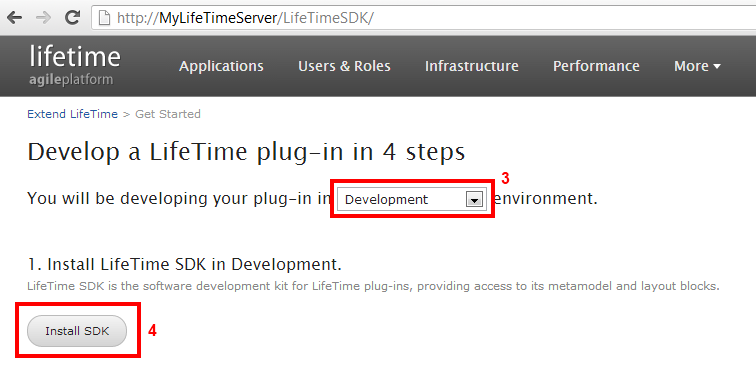 http://MyLifeTimeServer/LifeTimeSDK/
lifetime
agileplatform
Applications Users & Roles Infrastructure Performance More
Extend LifeTime > Get Started
Develop a LifeTime plug-in in 4 steps
3
You will be developing your plug-in in Development environment.
1. Install LifeTime SDK in Development.
LifeTime SDK is the software development kit for LifeTime plug-ins, providing access to its metamodel and layout blocks.
Install SDK 4